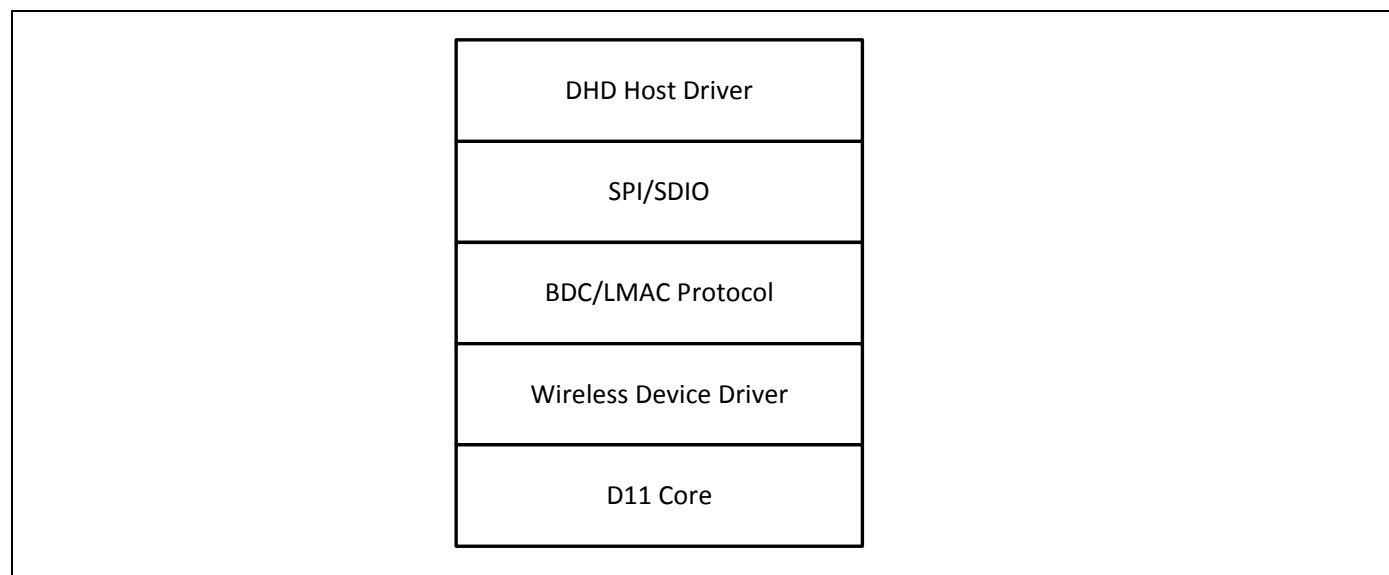 DHD Host Driver
SPI/SDIO
BDC/LMAC Protocol
Wireless Device Driver
D11 Core